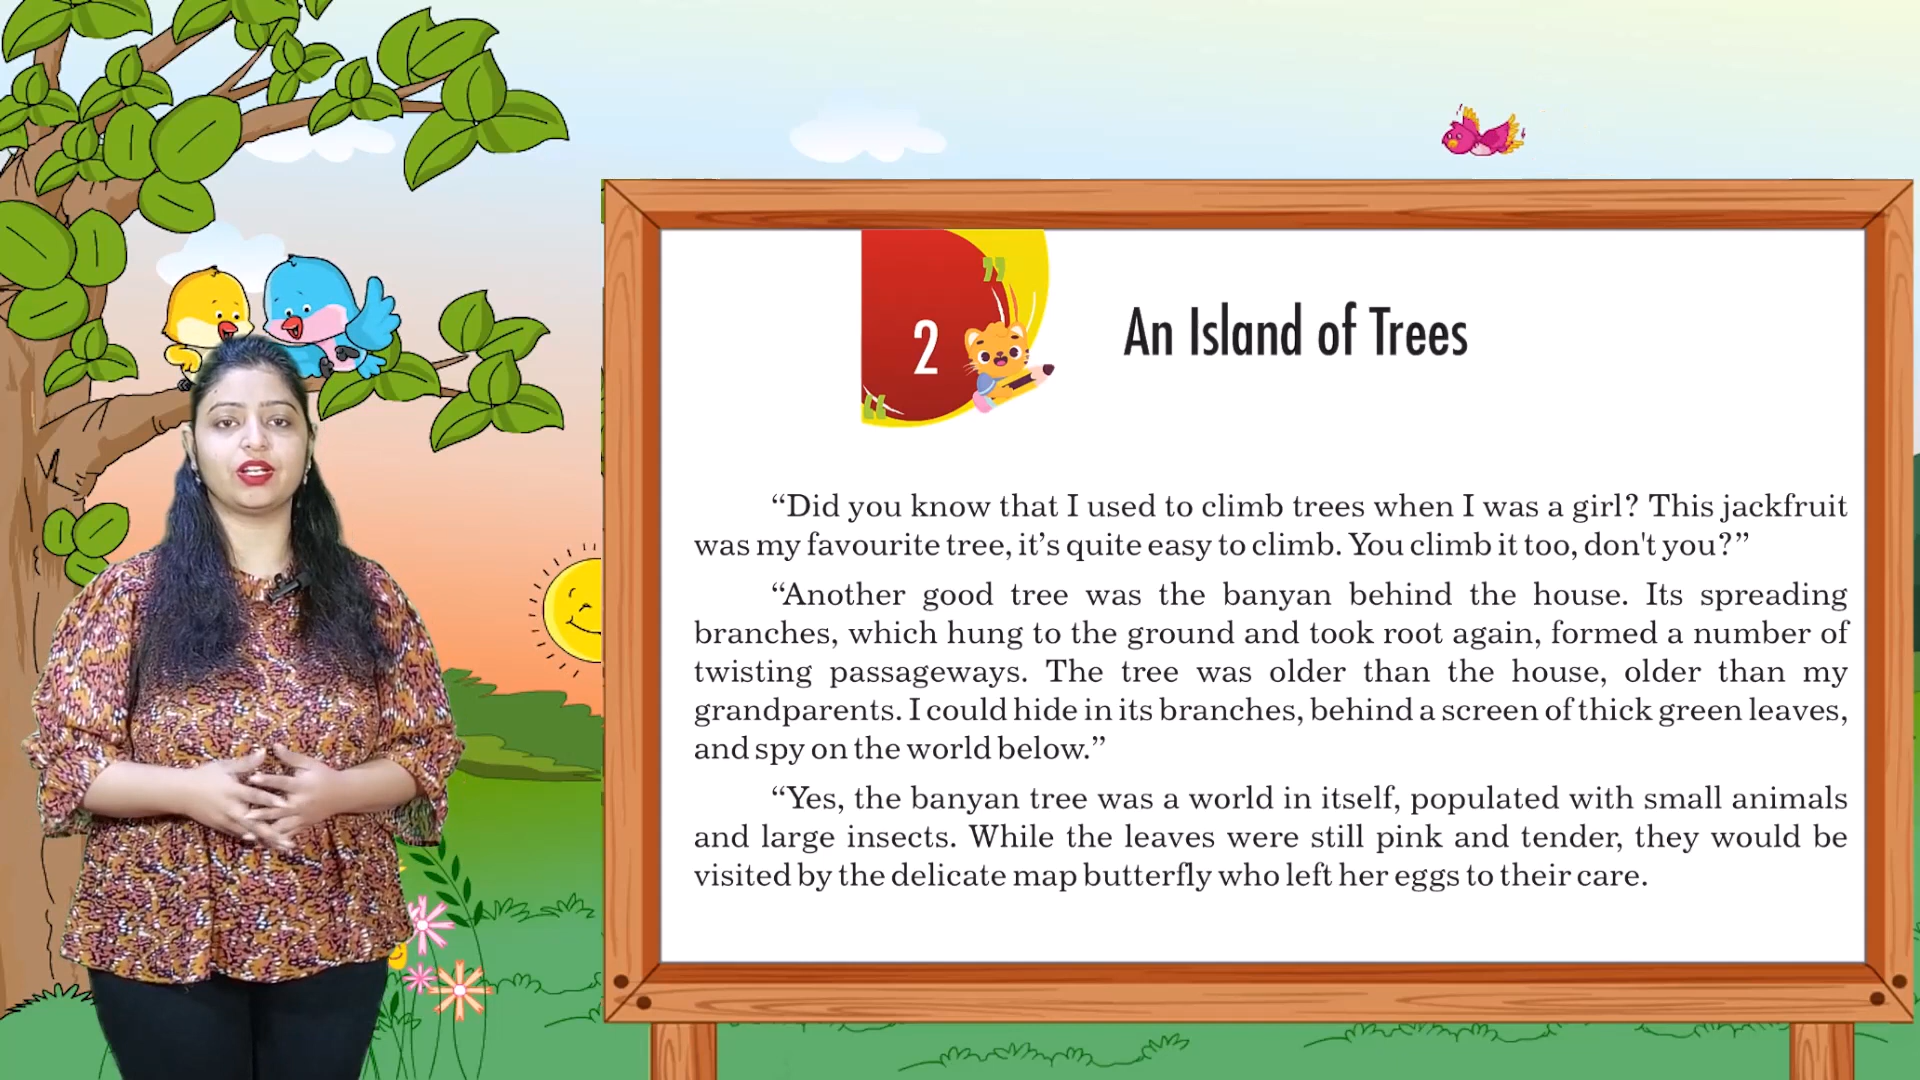 2
An Island of Trees
“Did you know that I used to climb trees when I was a girl? This jackfruit
was my favourite tree, it’s quite easy to climb. You climb it too, don't you?”
“Another good tree was the banyan behind the house. Its spreading
branches, which hung to the ground and took root again, formed a number of
twisting passageways. The tree was older than the house, older than my
grandparents. I could hide in its branches, behind a screen of thick green leaves,
and spy on the world below.”
“Yes, the banyan tree was a world in itself, populated with small animals
and large insects. While the leaves were still pink and tender, they would be
visited by the delicate map butterfly who left her eggs to their care.